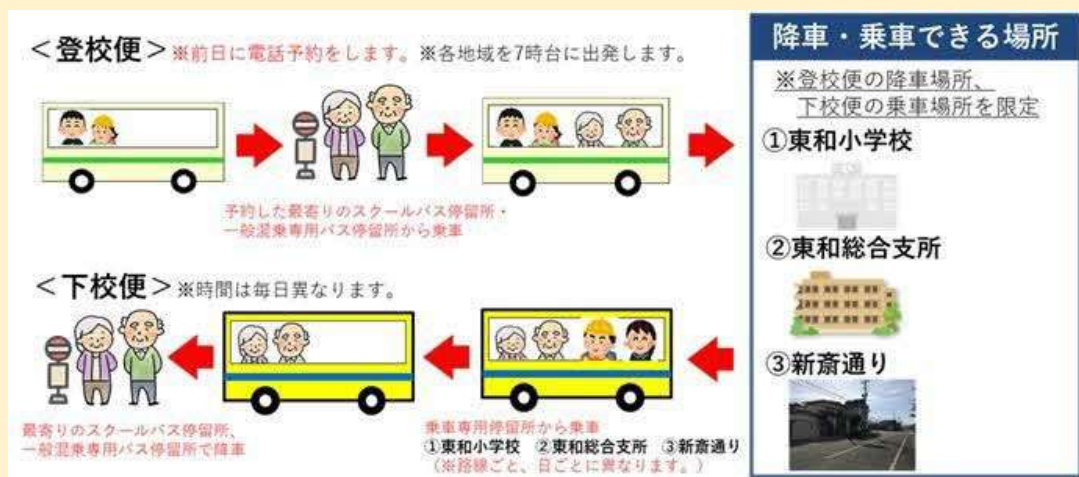 ＜登校便＞※前日に電話予約をします。※各地域を7時台に出発します。
予約した最寄りのスクールバス停留所・
一般混乗専用バス停留所から乗車
＜下校便＞※時間は毎日異なります。
最寄りのスクールバス停留所、
一般混乗専用バス停留所で降車
乗車専用停留所から乗車
①東和小学校　②東和総合支所　③新斎通り
（※路線ごと、日ごとに異なります。）
降車・乗車できる場所
※登校便の降車場所、
下校便の乗車場所を限定
①東和小学校
②東和総合支所
③新斎通り